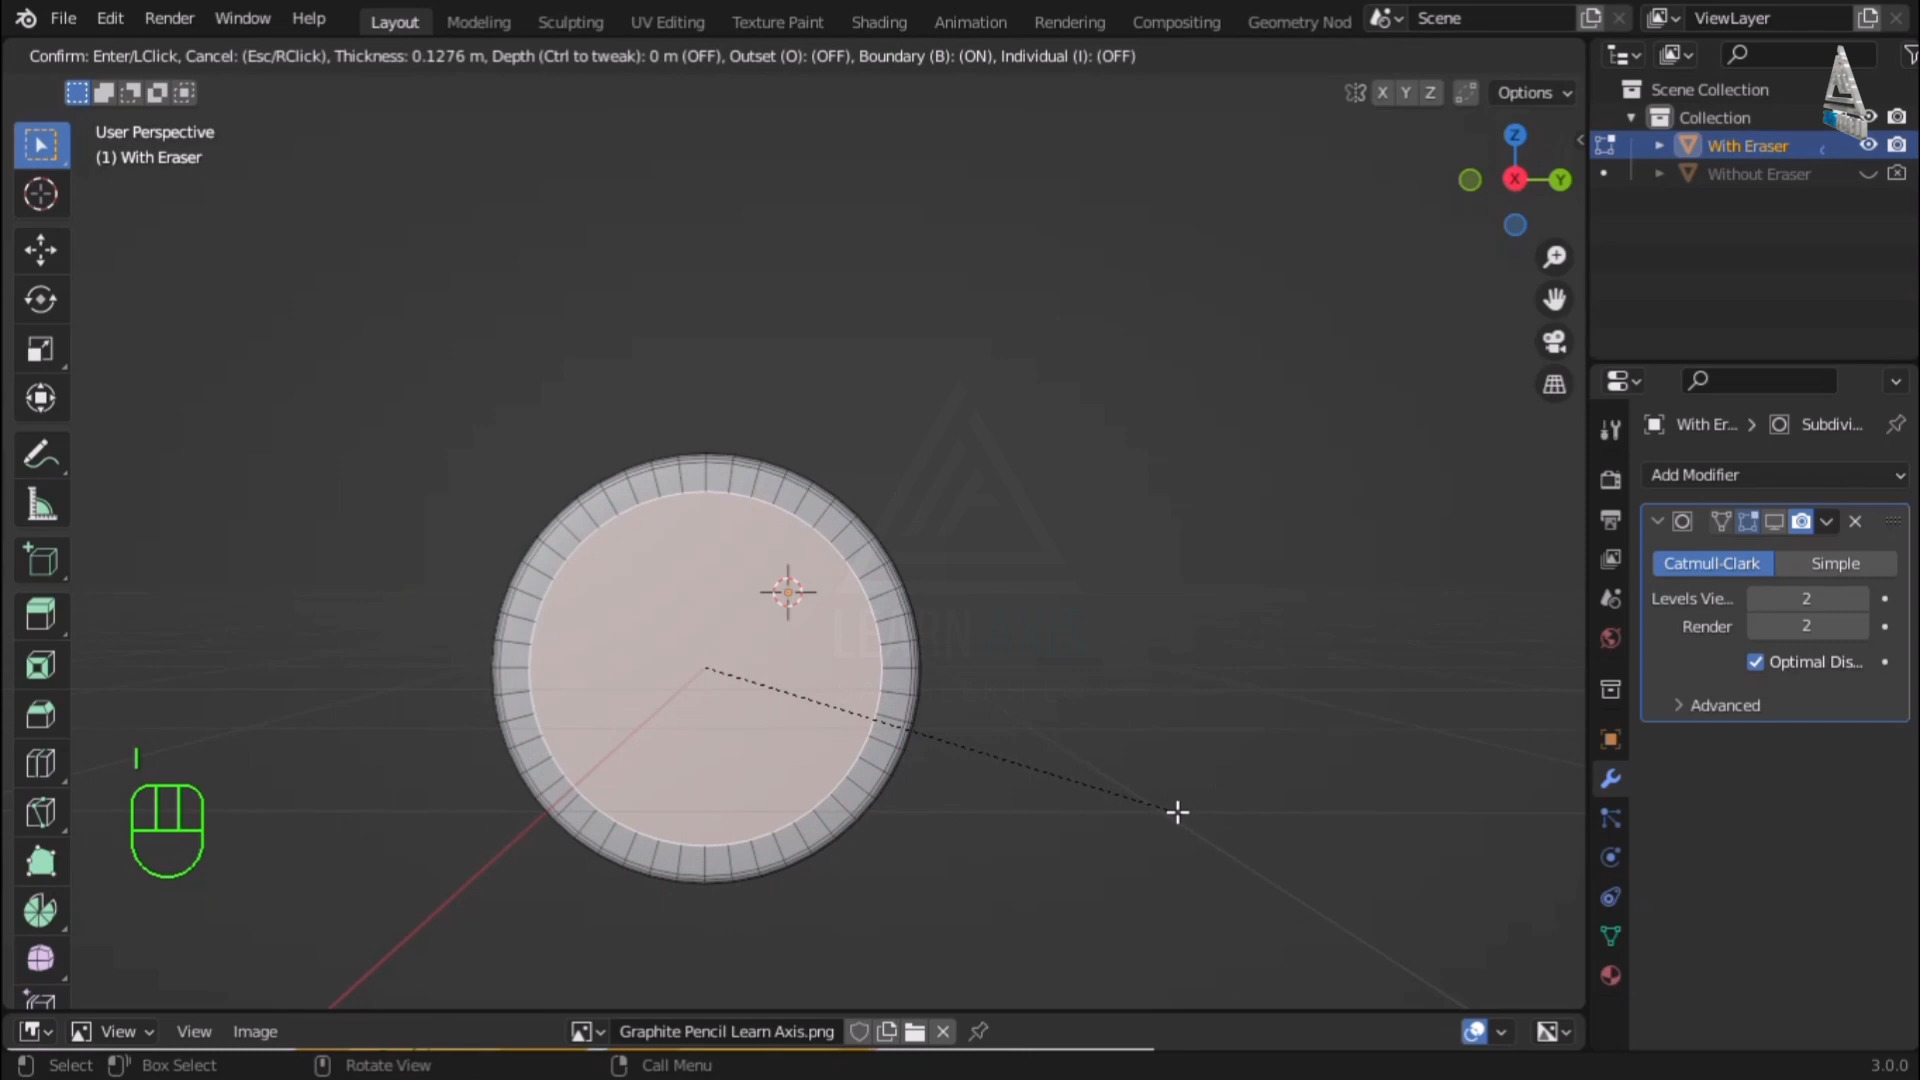 File Edit Render Window Help
Layout Modeling Sculpting UV Editing Texture Paint Shading Animation Rendering Compositing Geometry Nod
Scene
ViewLayer
Confirm: Enter/LClick, Cancel: (Esc/RClick), Thickness: 0.1276 m, Depth (Ctrl to tweak): 0 m (OFF), Outset (O): (OFF), Boundary (B): (ON), Individual (I): (OFF)
X Y Z
Options
User Perspective
(1) With Eraser
Z
X
Y
Scene Collection
Collection
With Eraser
Without Eraser
With Er...
Subdivi...
Add Modifier
Catmull-Clark
Simple
Levels Vie...
2
Render
2
Optimal Dis...
Advanced
LEARN
I
View
View
Image
Graphite Pencil Learn Axis.png
Select
Box Select
Rotate View
Call Menu
3.0.0